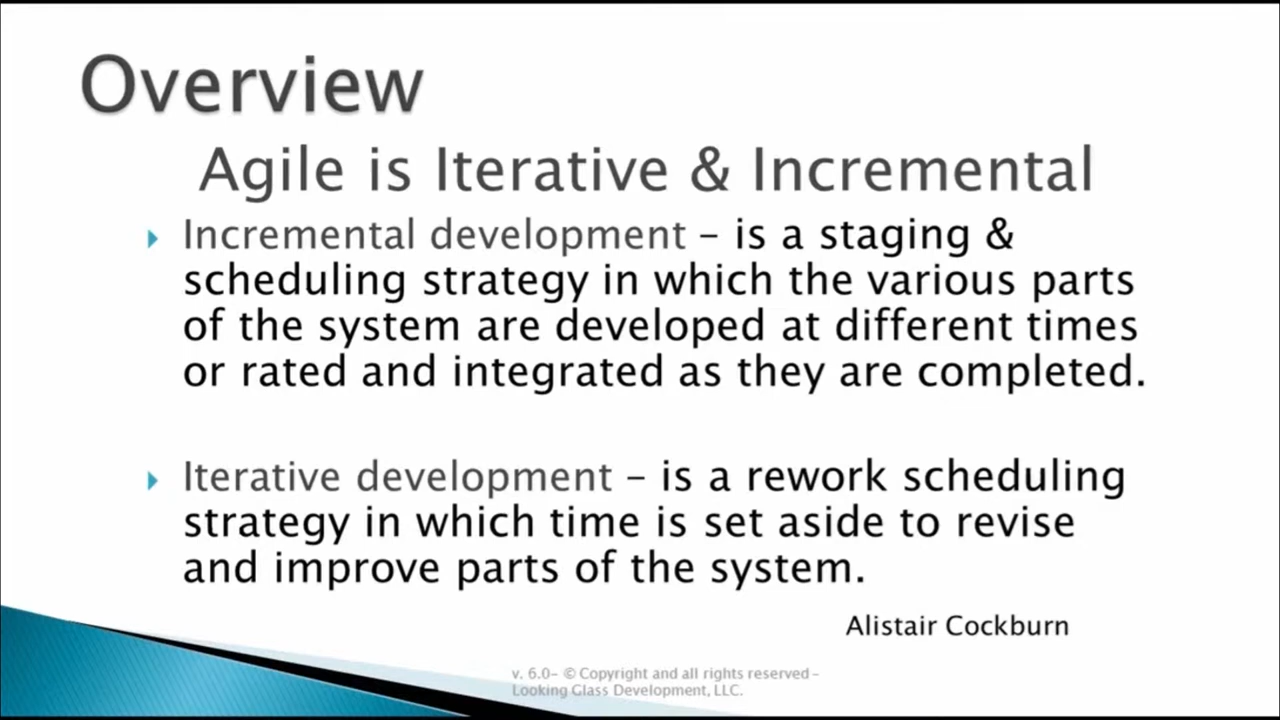 Overview
Agile is Iterative & Incremental
Incremental development – is a staging &
scheduling strategy in which the various parts
of the system are developed at different times
or rated and integrated as they are completed.
Iterative development – is a rework scheduling
strategy in which time is set aside to revise
and improve parts of the system.
Alistair Cockburn
v. 6.0– © Copyright and all rights reserved –
Looking Glass Development, LLC.